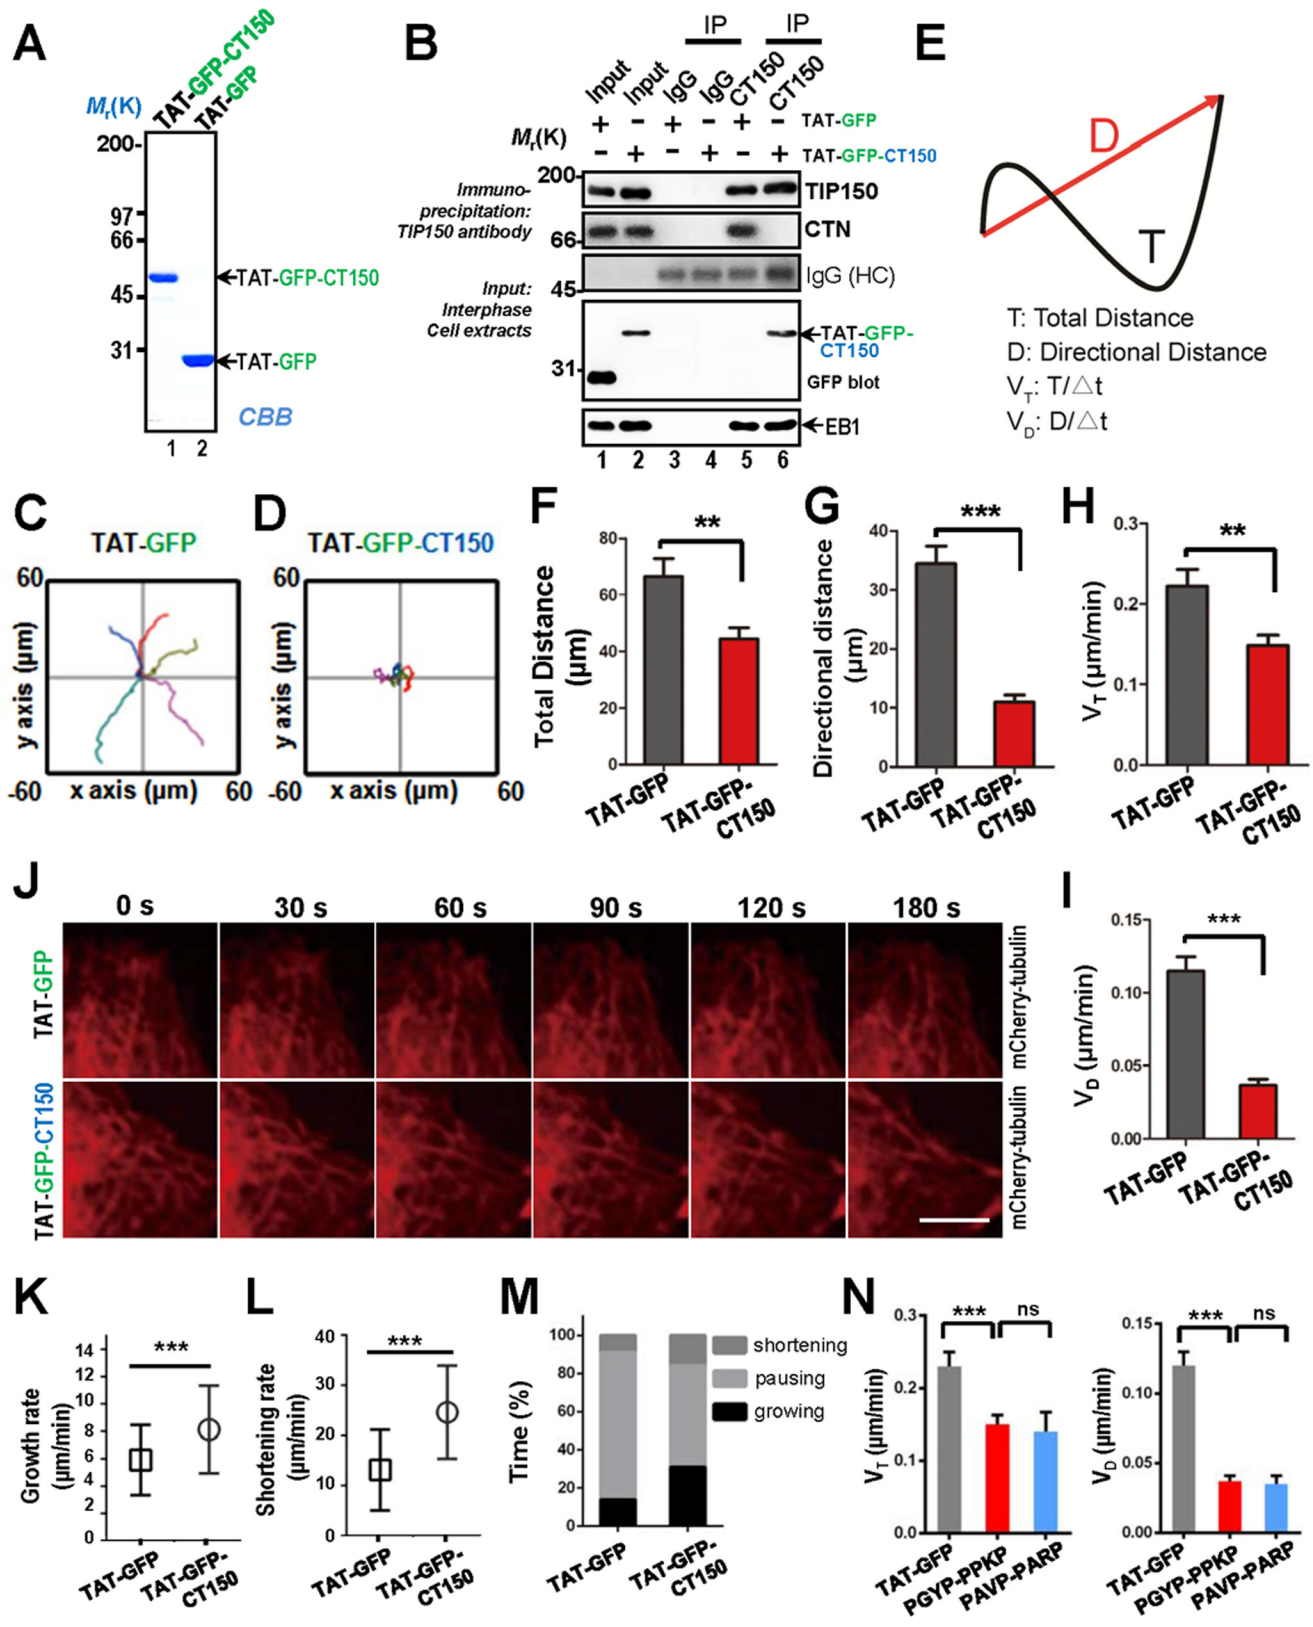 A
TAT-GFP-CT150
TAT-GFP
Mr(K)
200-
97
66
45
31
TAT-GFP-CT150
TAT-GFP
CBB
1 2
B
IP IP
Input Input IgG IgG CT150 CT150
+ - + - + - TAT-GFP
Mr(K)
- + - + - + TAT-GFP-CT150
200
Immuno-
precipitation:
TIP150 antibody
TIP150
CTN
66
IgG (HC)
45
Input:
Interphase
Cell extracts
TAT-GFP-
CT150
31
GFP blot
EB1
1 2 3 4 5 6
E
D
T
T: Total Distance
D: Directional Distance
VT: T/△t
VD: D/△t
C
TAT-GFP
60
y axis (µm)
-60 x axis (µm) 60
D
TAT-GFP-CT150
60
y axis (µm)
-60 x axis (µm) 60
F
**
Total Distance
(µm)
80
60
40
20
0
TAT-GFP
TAT-GFP-
CT150
G
***
Directional distance
(µm)
40
30
20
10
0
TAT-GFP
TAT-GFP-
CT150
H
**
VT (µm/min)
0.3
0.2
0.1
0.0
TAT-GFP
TAT-GFP-
CT150
J
0 s 30 s 60 s 90 s 120 s 180 s
TAT-GFP
mCherry-tubulin
TAT-GFP-CT150
mCherry-tubulin
I
***
VD (µm/min)
0.15
0.10
0.05
0.00
TAT-GFP
TAT-GFP-
CT150
K
***
Growth rate
(µm/min)
14
12
10
8
6
4
2
0
TAT-GFP
TAT-GFP-
CT150
L
***
Shortening rate
(µm/min)
40
30
20
10
0
TAT-GFP
TAT-GFP-
CT150
M
Time (%)
100
80
60
40
20
0
shortening
pausing
growing
TAT-GFP
TAT-GFP-
CT150
N
*** ns
VT (µm/min)
0.3
0.2
0.1
0.0
TAT-GFP
PGYP-PPKP
PAVP-PARP
*** ns
VD (µm/min)
0.15
0.10
0.05
0.00
TAT-GFP
PGYP-PPKP
PAVP-PARP